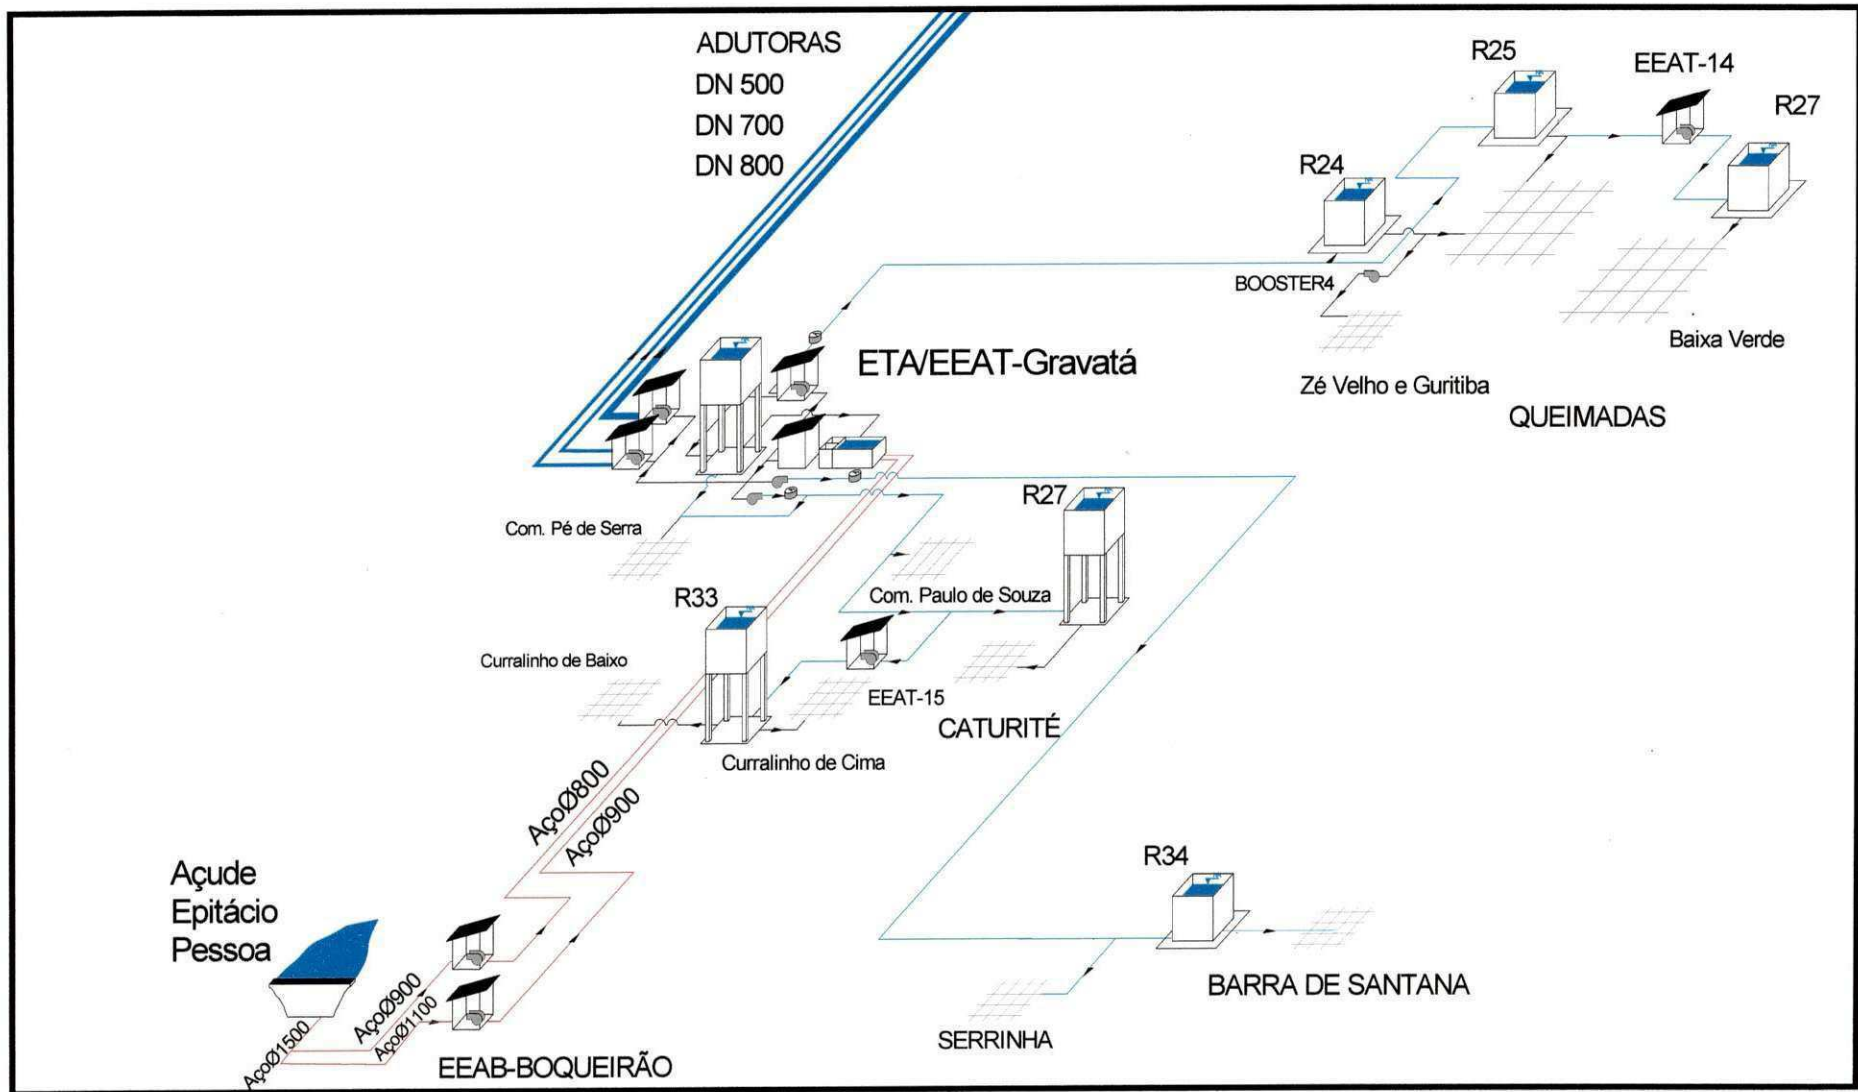 ADUTORAS
DN 500
DN 700
DN 800
R25
EEAT-14
R27
R24
BOOSTER4
Baixa Verde
Zé Velho e Guritiba
QUEIMADAS
ETA/EEAT-Gravatá
Com. Pé de Serra
R27
R33
Com. Paulo de Souza
Curralinho de Baixo
EEAT-15
CATURITÉ
Curralinho de Cima
AçoØ800
AçoØ900
R34
Açude
Epitácio
Pessoa
AçoØ900
AçoØ1100
AçoØ1500
BARRA DE SANTANA
SERRINHA
EEAB-BOQUEIRÃO